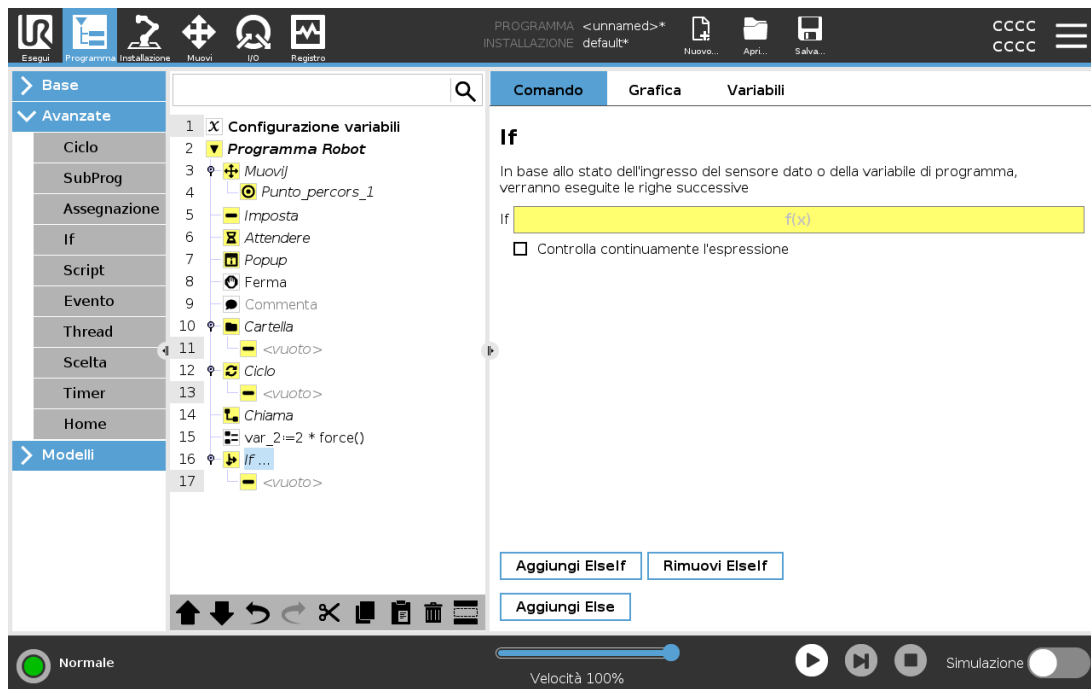 PROGRAMMA <unnamed>*
INSTALLAZIONE default*
Esegui
Programma
Installazione
Muovi
I/O
Registro
Nuovo...
Apri...
Salva...
CCCC
CCCC
Base
Avanzate
Ciclo
SubProg
Assegnazione
If
Script
Evento
Thread
Scelta
Timer
Home
Modelli
1 x Configurazione variabili
2 Programma Robot
3 MuoviJ
4 Punto_percors_1
5 Imposta
6 Attendere
7 Popup
8 Ferma
9 Commenta
10 Cartella
11 <vuoto>
12 Ciclo
13 <vuoto>
14 Chiama
15 var_2:=2 * force()
16 If ...
17 <vuoto>
Comando Grafica Variabili
If
In base allo stato dell'ingresso del sensore dato o della variabile di programma,
verranno eseguite le righe successive
If f(x)
Controlla continuamente l'espressione
Aggiungi ElseIf
Rimuovi ElseIf
Aggiungi Else
Normale
Velocità 100%
Simulazione